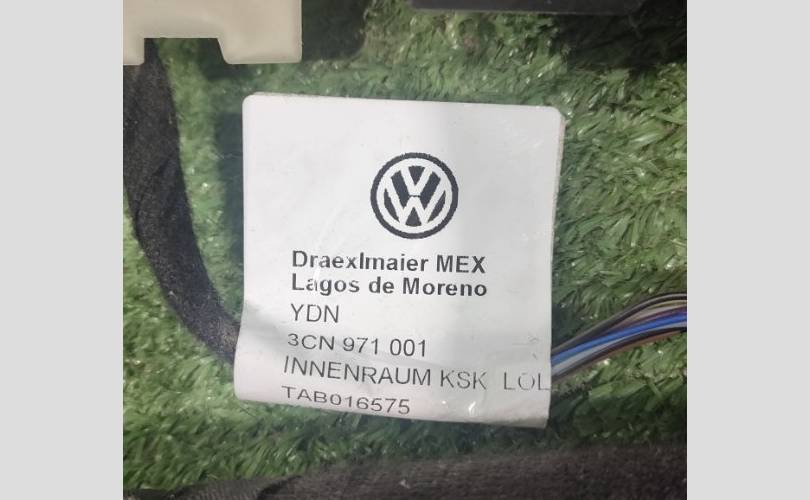 Draexlmaier MEX
Lagos de Moreno
YDN
3CN 971 001
INNENRAUM KSK LOL
TAB016575